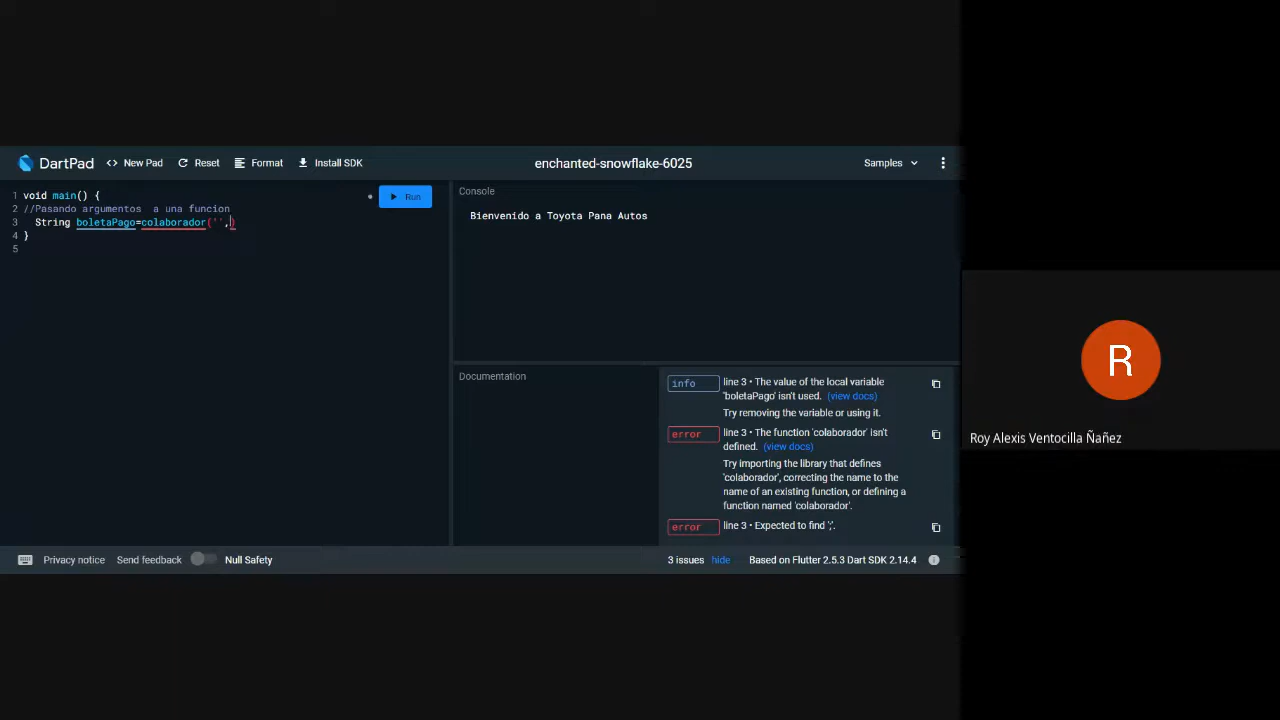 DartPad
<> New Pad
Reset
Format
Install SDK
enchanted-snowflake-6025
Samples
1 void main() {
2 //Pasando argumentos  a una funcion
3   String boletaPago=colaborador('',)
4 }
5
Run
Console
Bienvenido a Toyota Pana Autos
Documentation
info
line 3 • The value of the local variable
'boletaPago' isn't used. (view docs)
Try removing the variable or using it.
error
line 3 • The function 'colaborador' isn't
defined. (view docs)
Try importing the library that defines
'colaborador', correcting the name to the
name of an existing function, or defining a
function named 'colaborador'.
error
line 3 • Expected to find ';'.
Privacy notice
Send feedback
Null Safety
3 issues
hide
Based on Flutter 2.5.3 Dart SDK 2.14.4
R
Roy Alexis Ventocilla Ñañez